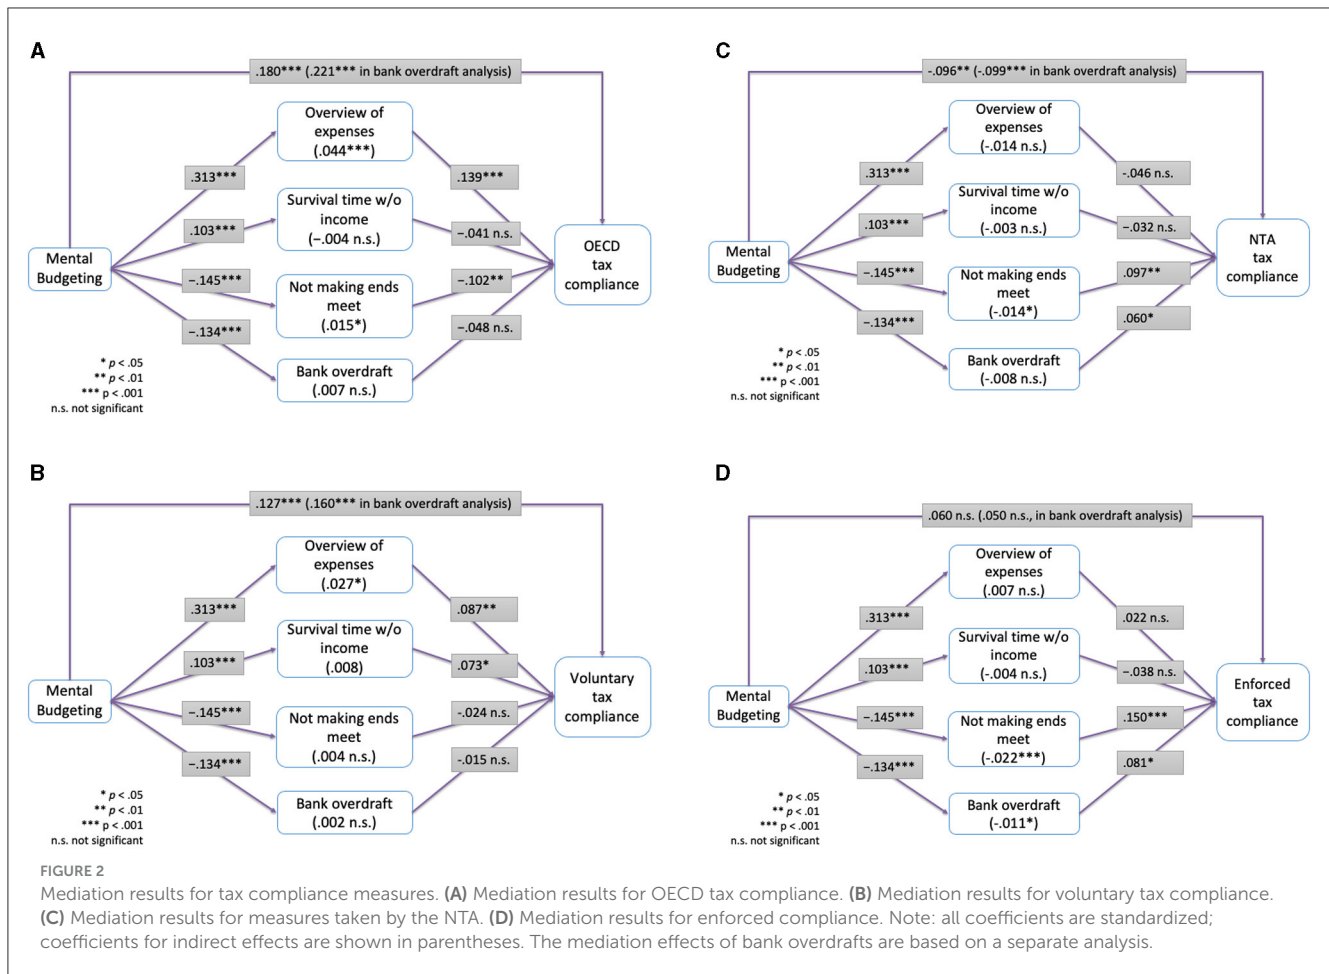 A
.180*** (.221*** in bank overdraft analysis)
Overview of
expenses
(.044***)
.313***
.139***
Survival time w/o
income
(−.004 n.s.)
.103***
−.041 n.s.
Mental
Budgeting
OECD
tax
compliance
−.145***
Not making ends
meet
(.015*)
−.102**
−.134***
−.048 n.s.
Bank overdraft
(.007 n.s.)
* p < .05
** p < .01
*** p < .001
n.s. not significant
C
-.096** (-.099*** in bank overdraft analysis)
Overview of
expenses
(-.014 n.s.)
.313***
-.046 n.s.
Survival time w/o
income
(-.003 n.s.)
.103***
−.032 n.s.
Mental
Budgeting
NTA
tax
compliance
−.145***
Not making ends
meet
(-.014*)
.097**
−.134***
.060*
Bank overdraft
(-.008 n.s.)
* p < .05
** p < .01
*** p < .001
n.s. not significant
B
.127*** (.160*** in bank overdraft analysis)
Overview of
expenses
(.027*)
.313***
.087**
Survival time w/o
income
(.008)
.103***
.073*
Mental
Budgeting
Voluntary
tax
compliance
−.145***
Not making ends
meet
(.004 n.s.)
-.024 n.s.
−.134***
-.015 n.s.
Bank overdraft
(.002 n.s.)
* p < .05
** p < .01
*** p < .001
n.s. not significant
D
.060 n.s. (.050 n.s., in bank overdraft analysis)
Overview of
expenses
(.007 n.s.)
.313***
.022 n.s.
Survival time w/o
income
(-.004 n.s.)
.103***
−.038 n.s.
Mental
Budgeting
Enforced
tax
compliance
−.145***
Not making ends
meet
(-.022***)
.150***
−.134***
.081*
Bank overdraft
(-.011*)
* p < .05
** p < .01
*** p < .001
n.s. not significant
FIGURE 2
Mediation results for tax compliance measures. (A) Mediation results for OECD tax compliance. (B) Mediation results for voluntary tax compliance.
(C) Mediation results for measures taken by the NTA. (D) Mediation results for enforced compliance. Note: all coefficients are standardized;
coefficients for indirect effects are shown in parentheses. The mediation effects of bank overdrafts are based on a separate analysis.